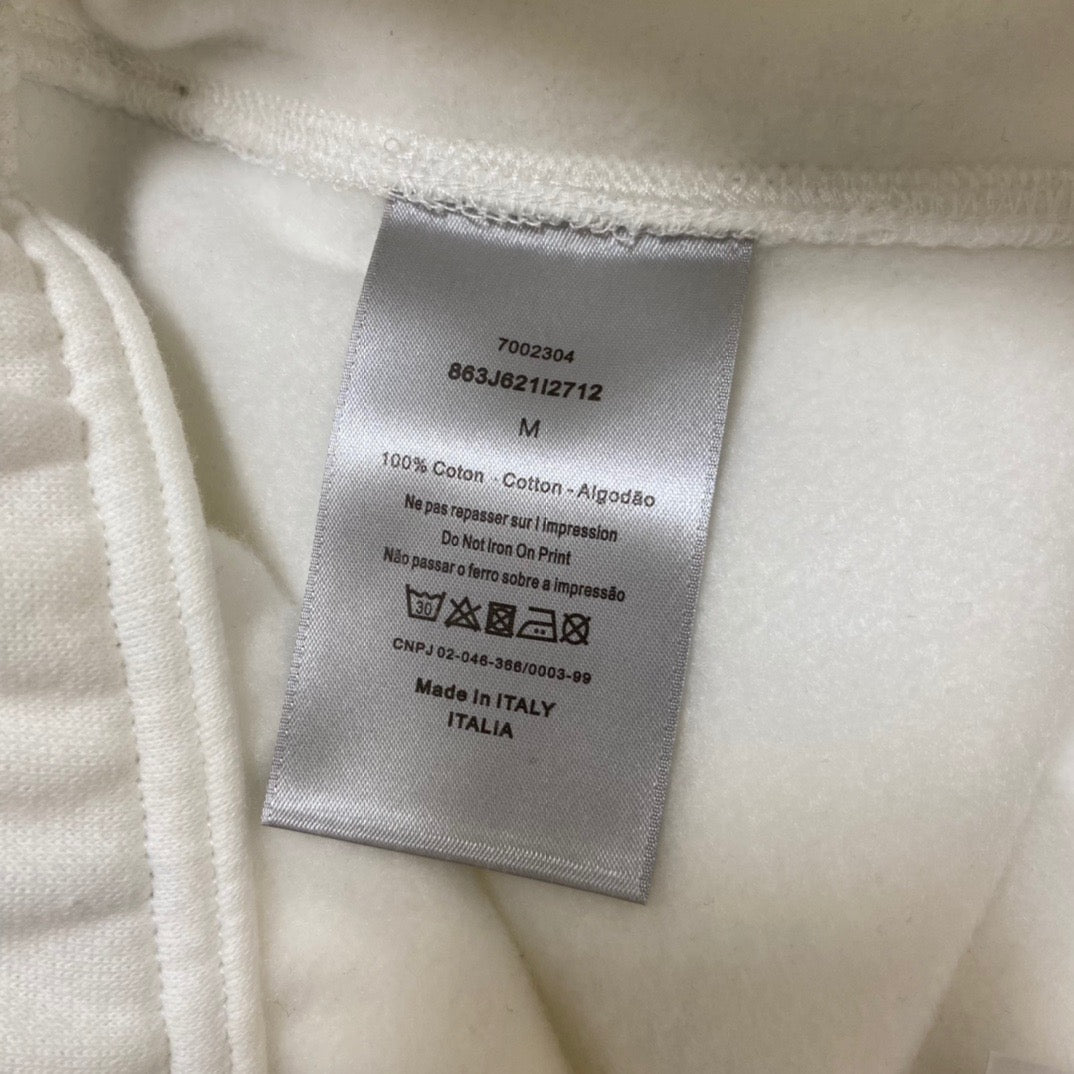 7002304
863J621I2712
M
100% Coton - Cotton - Algodão
Ne pas repasser sur l impression
Do Not Iron On Print
Não passar o ferro sobre a impressão
30
CNPJ 02-046-366/0003-99
Made In ITALY
ITALIA